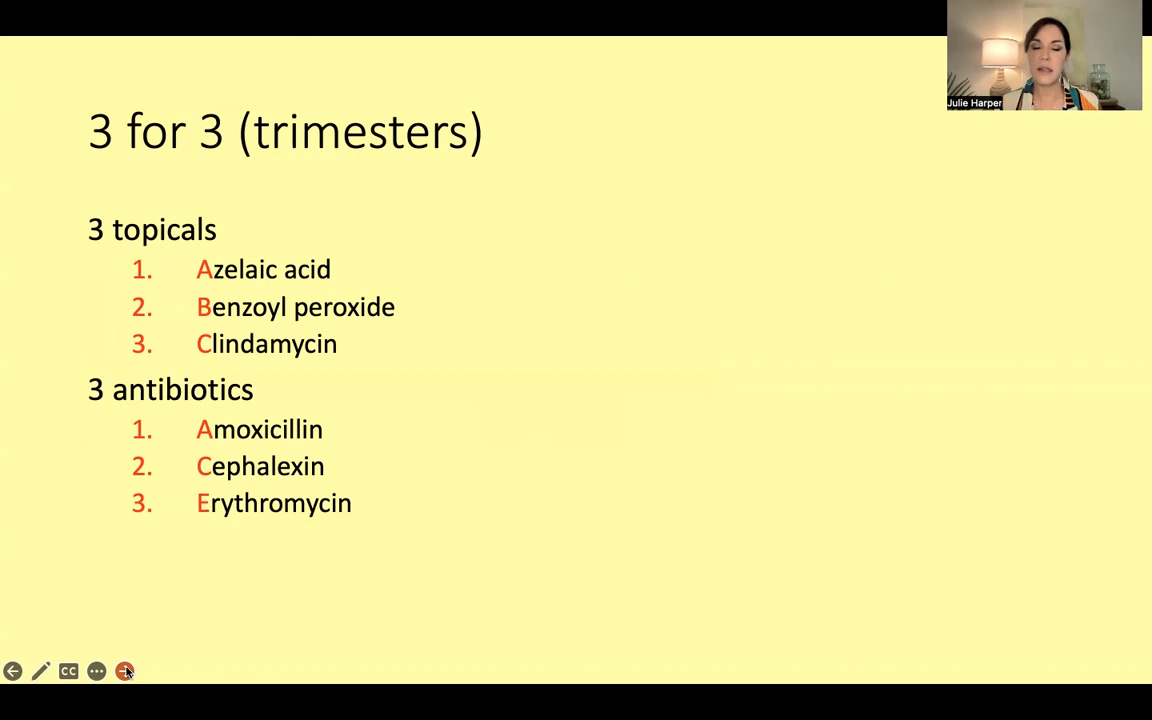 Julie Harper
3 for 3 (trimesters)
3 topicals
1. Azelaic acid
2. Benzoyl peroxide
3. Clindamycin
3 antibiotics
1. Amoxicillin
2. Cephalexin
3. Erythromycin
CC